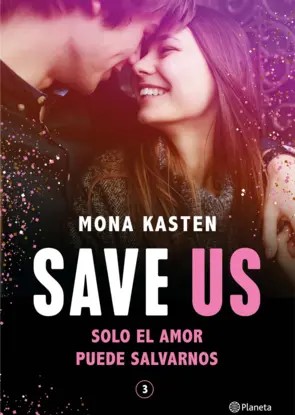 MONA KASTEN
SAVE US
SOLO EL AMOR
PUEDE SALVARNOS
3
Planeta